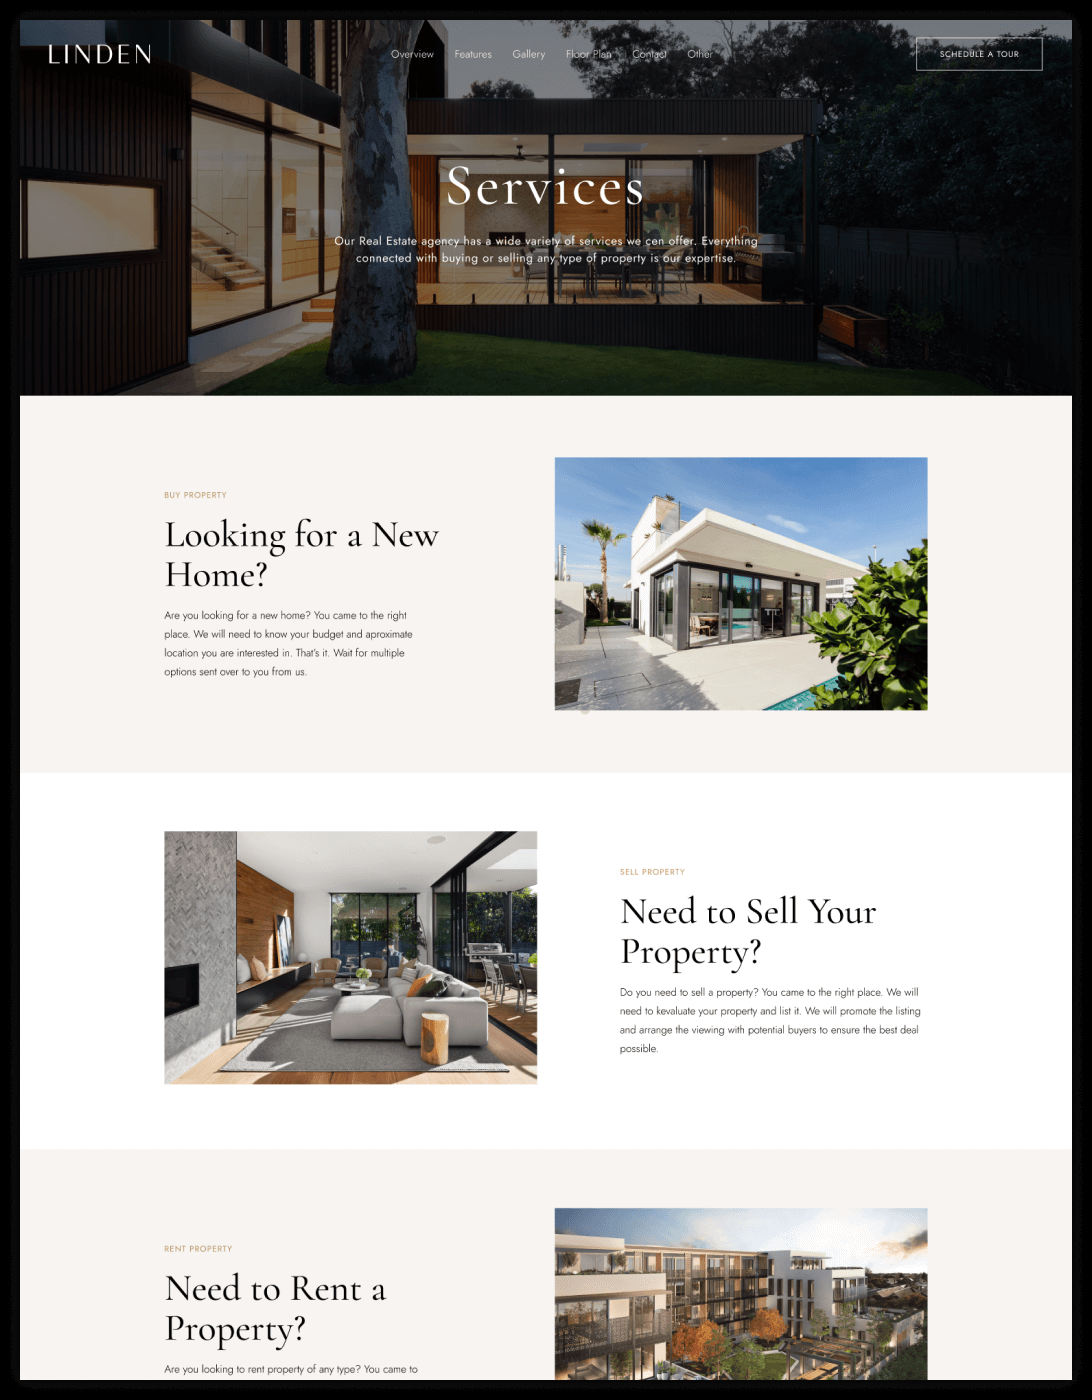 LINDEN
Overview Features Gallery Floor Plan Contact Other
SCHEDULE A TOUR
Services
Our Real Estate agency has a wide variety of services we cen offer. Everything
connected with buying or selling any type of property is our expertise.
BUY PROPERTY
Looking for a New
Home?
Are you looking for a new home? You came to the right
place. We will need to know your budget and aproximate
location you are interested in. That's it. Wait for multiple
options sent over to you from us.
SELL PROPERTY
Need to Sell Your
Property?
Do you need to sell a property? You came to the right place. We will
need to kevaluate your property and list it. We will promote the listing
and arrange the viewing with potential buyers to ensure the best deal
possible.
RENT PROPERTY
Need to Rent a
Property?
Are you looking to rent property of any type? You came to